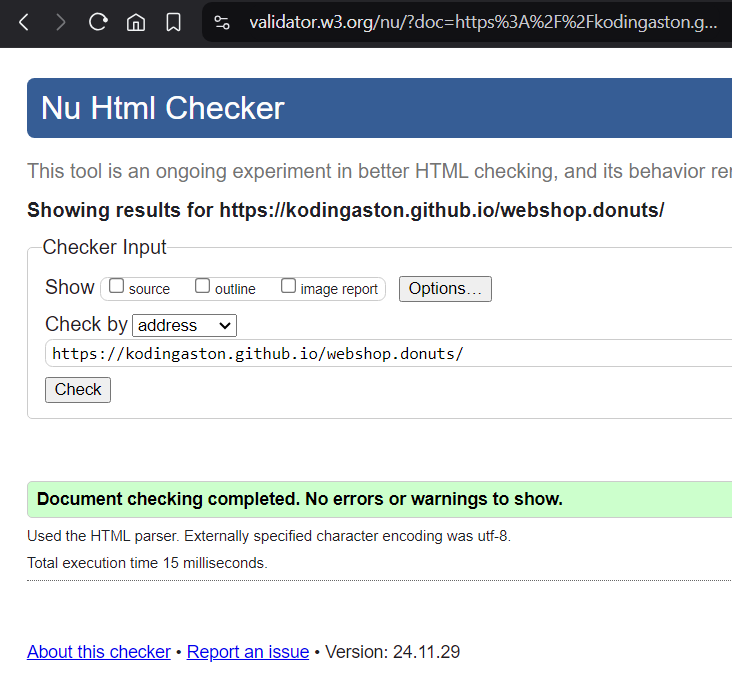 validator.w3.org/nu/?doc=https%3A%2F%2Fkodingaston.g...
Nu Html Checker
This tool is an ongoing experiment in better HTML checking, and its behavior
Showing results for https://kodingaston.github.io/webshop.donuts/
Checker Input
Show source outline image report Options...
Check by address
https://kodingaston.github.io/webshop.donuts/
Check
Document checking completed. No errors or warnings to show.
Used the HTML parser. Externally specified character encoding was utf-8.
Total execution time 15 milliseconds.
About this checker • Report an issue • Version: 24.11.29